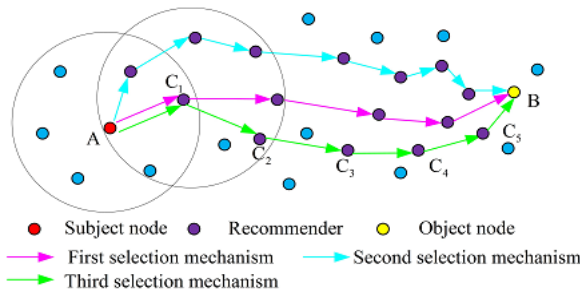 C1
B
A
C5
C2
C3
C4
Subject node
Recommender
Object node
First selection mechanism
Second selection mechanism
Third selection mechanism